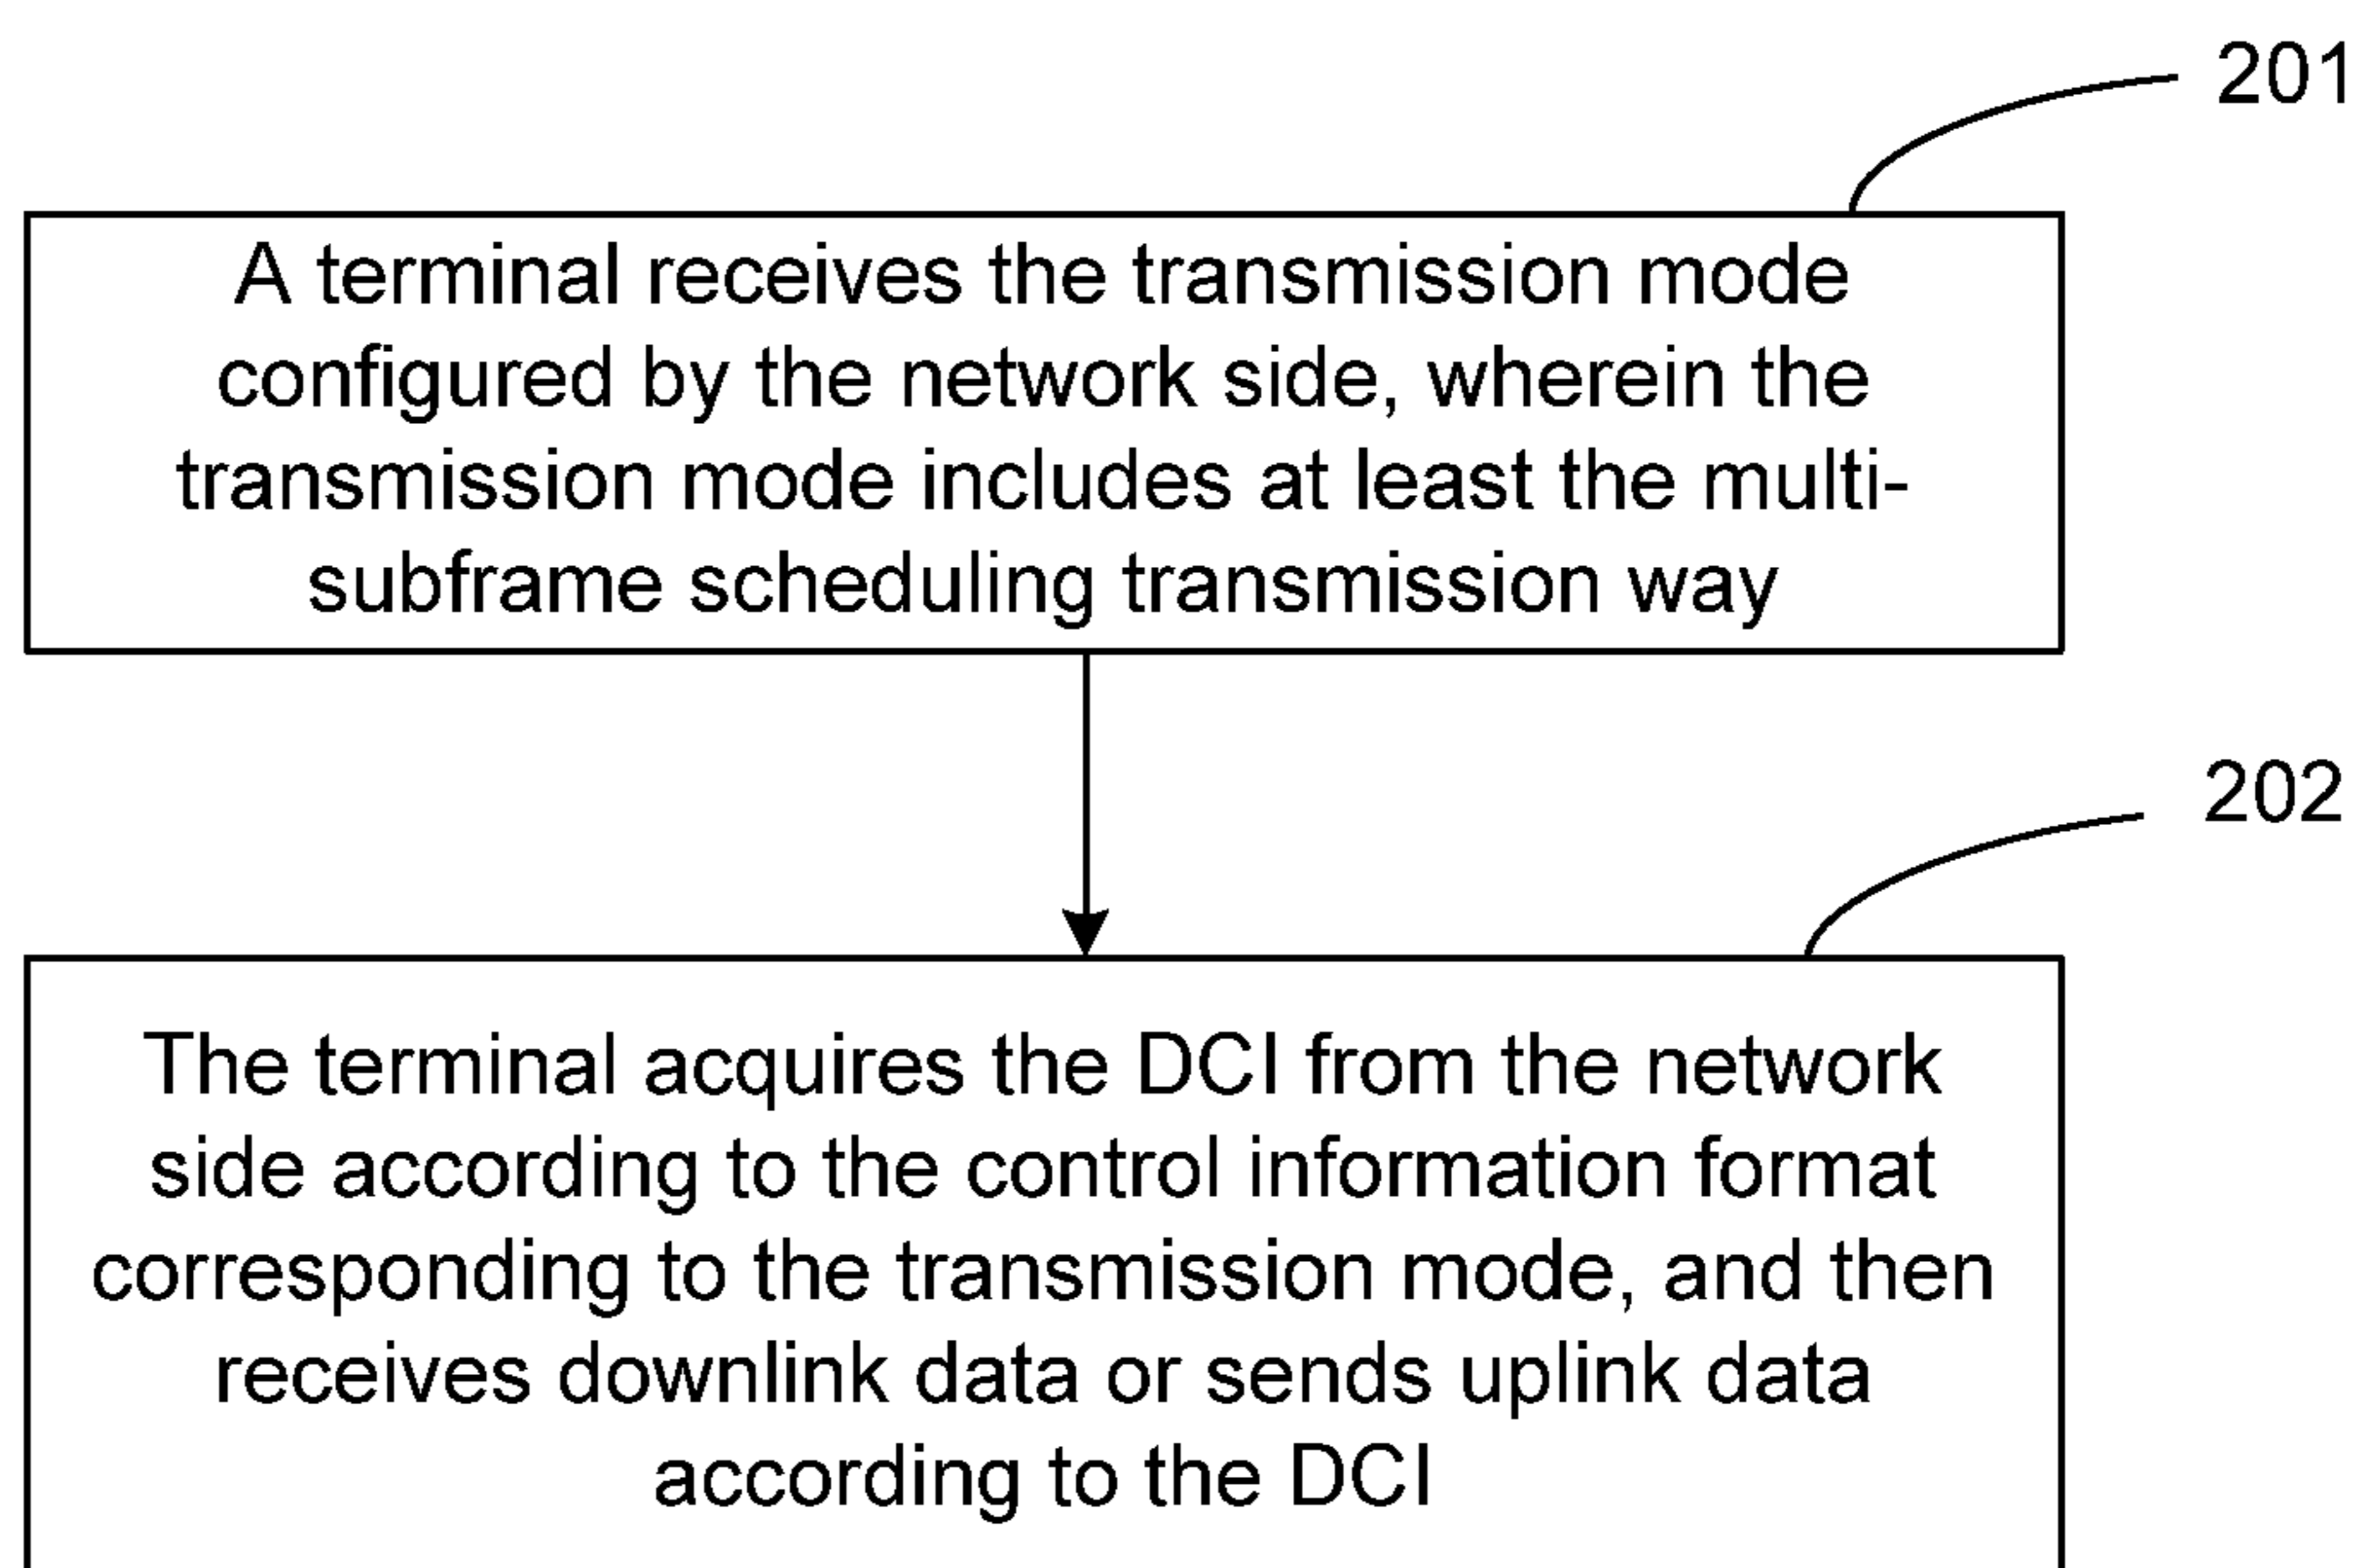 201
A terminal receives the transmission mode
configured by the network side, wherein the
transmission mode includes at least the multi-
subframe scheduling transmission way
202
The terminal acquires the DCI from the network
side according to the control information format
corresponding to the transmission mode, and then
receives downlink data or sends uplink data
according to the DCI